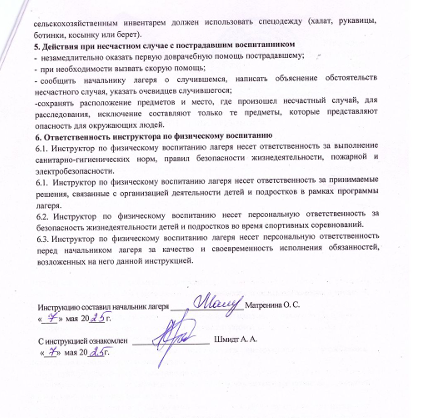 сельскохозяйственным инвентарем должен использовать спецодежду (халат, рукавицы,
ботинки, косынку или берет).
5. Действия при несчастном случае с пострадавшим воспитанником
- незамедлительно оказать первую доврачебную помощь пострадавшему;
- при необходимости вызвать скорую помощь;
- сообщить начальнику лагеря о случившемся, написать объяснение обстоятельств
несчастного случая, указать очевидцев случившегося;
-сохранять расположение предметов и место, где произошел несчастный случай, для
расследования, исключение составляют только те предметы, которые представляют
опасность для окружающих людей.
6. Ответственность инструктора по физическому воспитанию
6.1. Инструктор по физическому воспитанию лагеря несет ответственность за выполнение
санитарно-гигиенических норм, правил безопасности жизнедеятельности, пожарной и
электробезопасности.
6.1. Инструктор по физическому воспитанию лагеря несет ответственность за принимаемые
решения, связанные с организацией деятельности детей и подростков в рамках программы
лагеря.
6.2. Инструктор по физическому воспитанию несет персональную ответственность за
безопасность жизнедеятельности детей и подростков во время спортивных соревнований.
6.3. Инструктор по физическому воспитанию лагеря несет персональную ответственность
перед начальником лагеря за качество и своевременность исполнения обязанностей,
возложенных на него данной инструкцией.
Инструкцию составил начальник лагеря Матренина О. С.
«7» мая 2025г.
С инструкцией ознакомлен Шмидт А. А.
«7» мая 2025г.